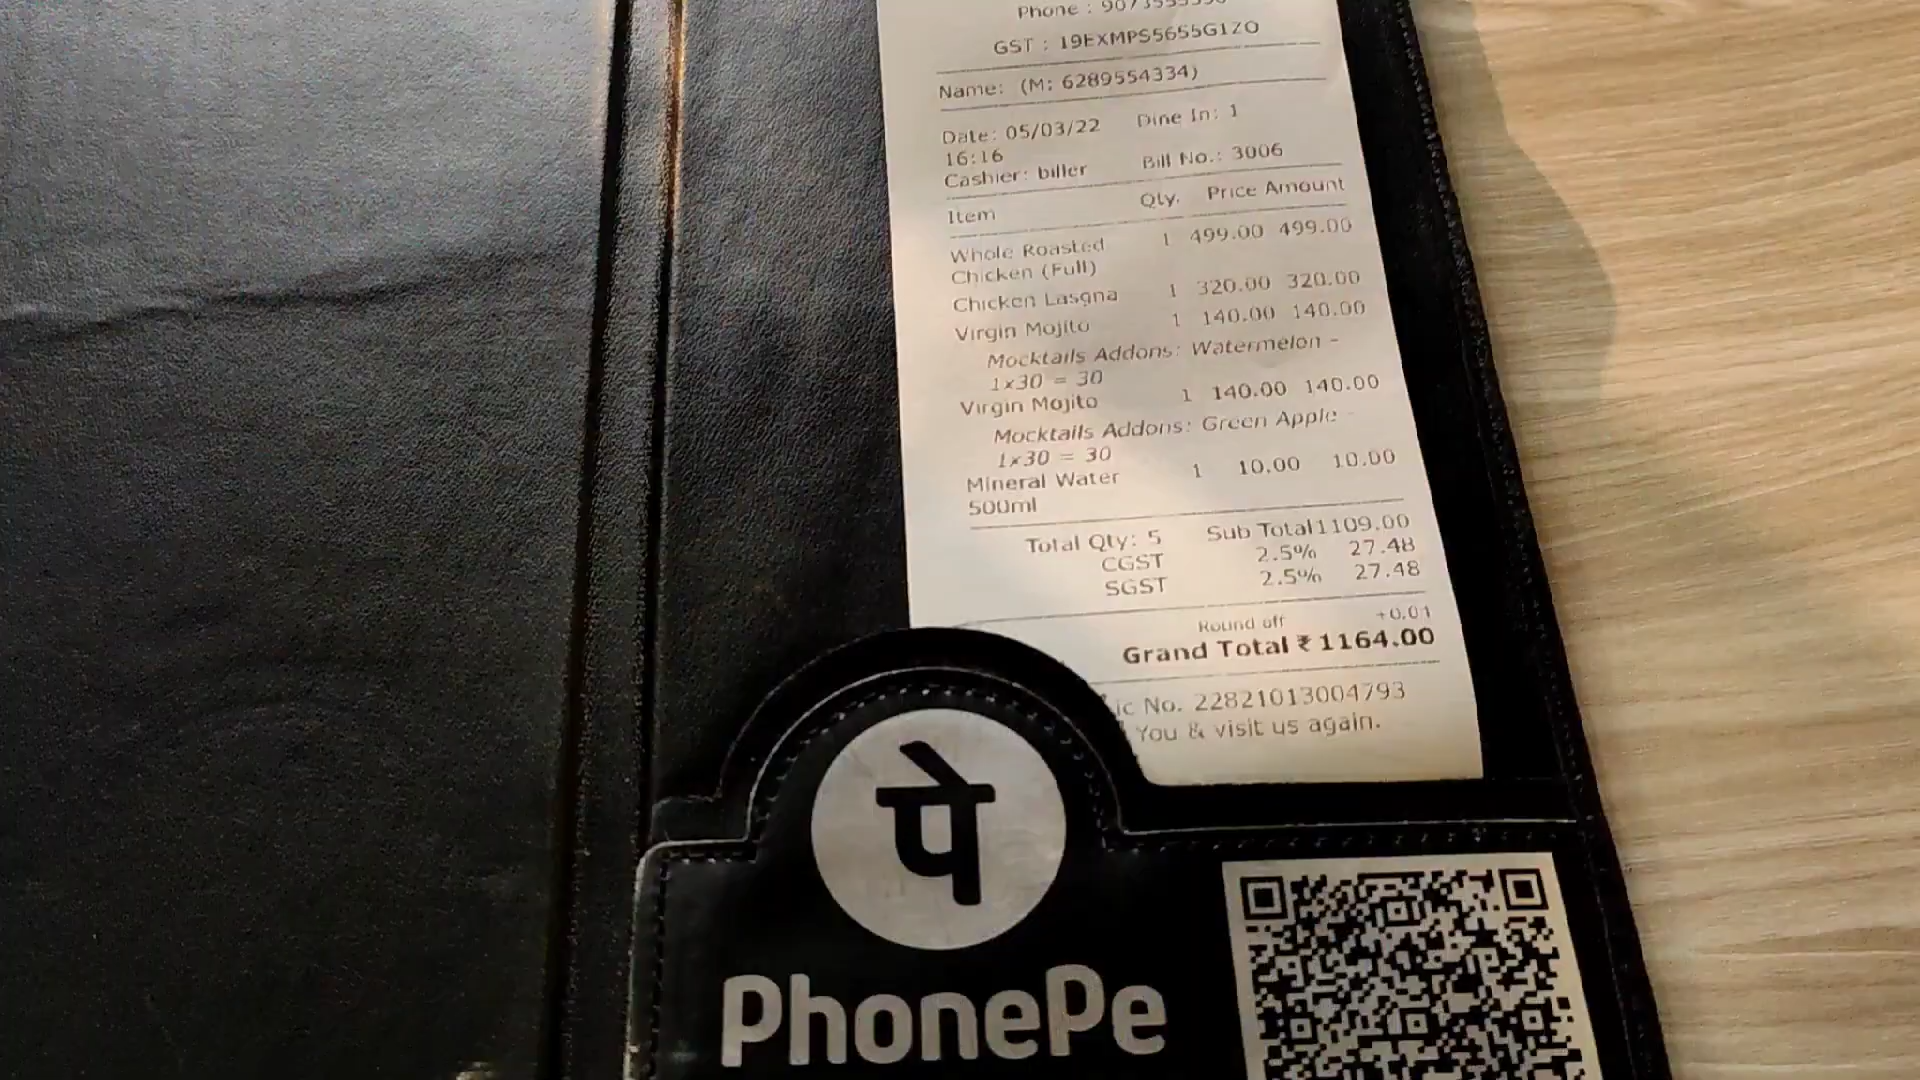 Phone :
GST : 19EXMPS5655G1ZO
Name: (M: 6289554334)
Date: 05/03/22 Dine In: 1
16:16
Cashier: biller Bill No.: 3006
Item Qty. Price Amount
Whole Roasted 1 499.00 499.00
Chicken (Full)
Chicken Lasgna 1 320.00 320.00
Virgin Mojito 1 140.00 140.00
Mocktails Addons: Watermelon -
1x30 = 30
Virgin Mojito 1 140.00 140.00
Mocktails Addons: Green Apple -
1x30 = 30
Mineral Water 1 10.00 10.00
500ml
Total Qty: 5 Sub Total 1109.00
CGST 2.5% 27.48
SGST 2.5% 27.48
Round off +0.01
Grand Total ₹ 1164.00
ic No. 22821013004793
You & visit us again.
पे
PhonePe